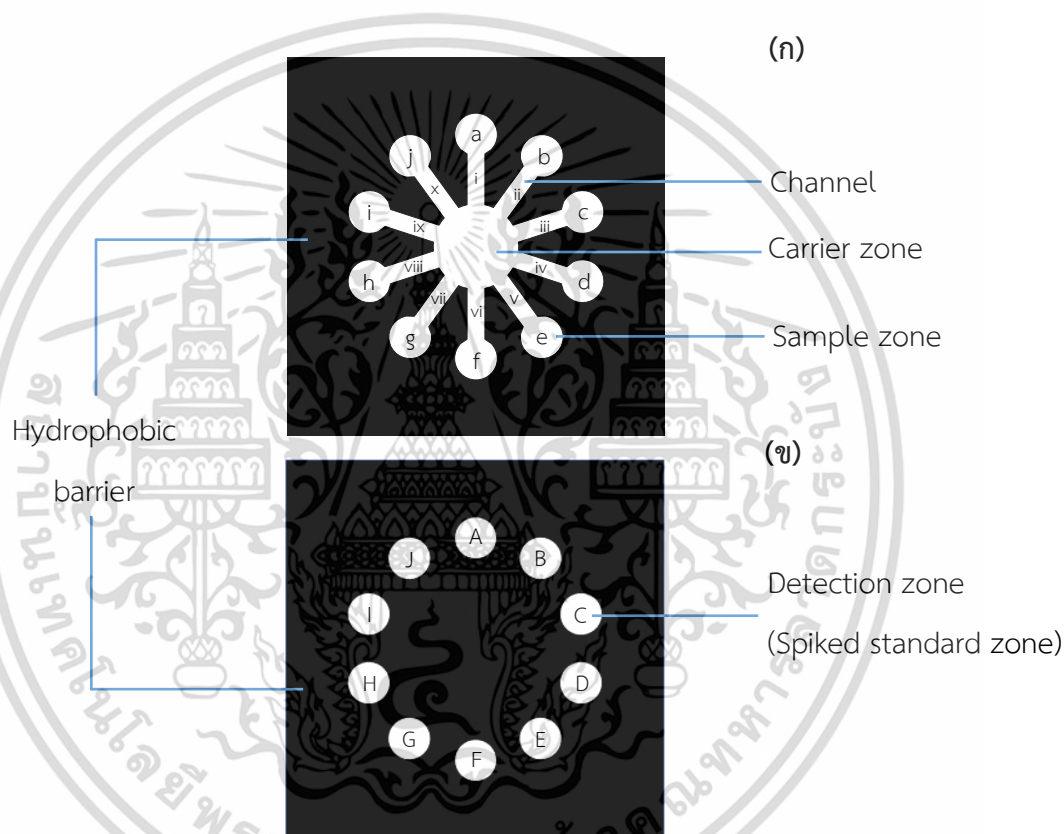 (ก)
a
j
b
i
x
ii
Channel
i
c
ix
iii
Carrier zone
viii
iv
h
d
vii
v
vi
g
e
Sample zone
f
Hydrophobic
barrier
(ข)
A
J
B
Detection zone
I
C
(Spiked standard zone)
H
D
G
E
F